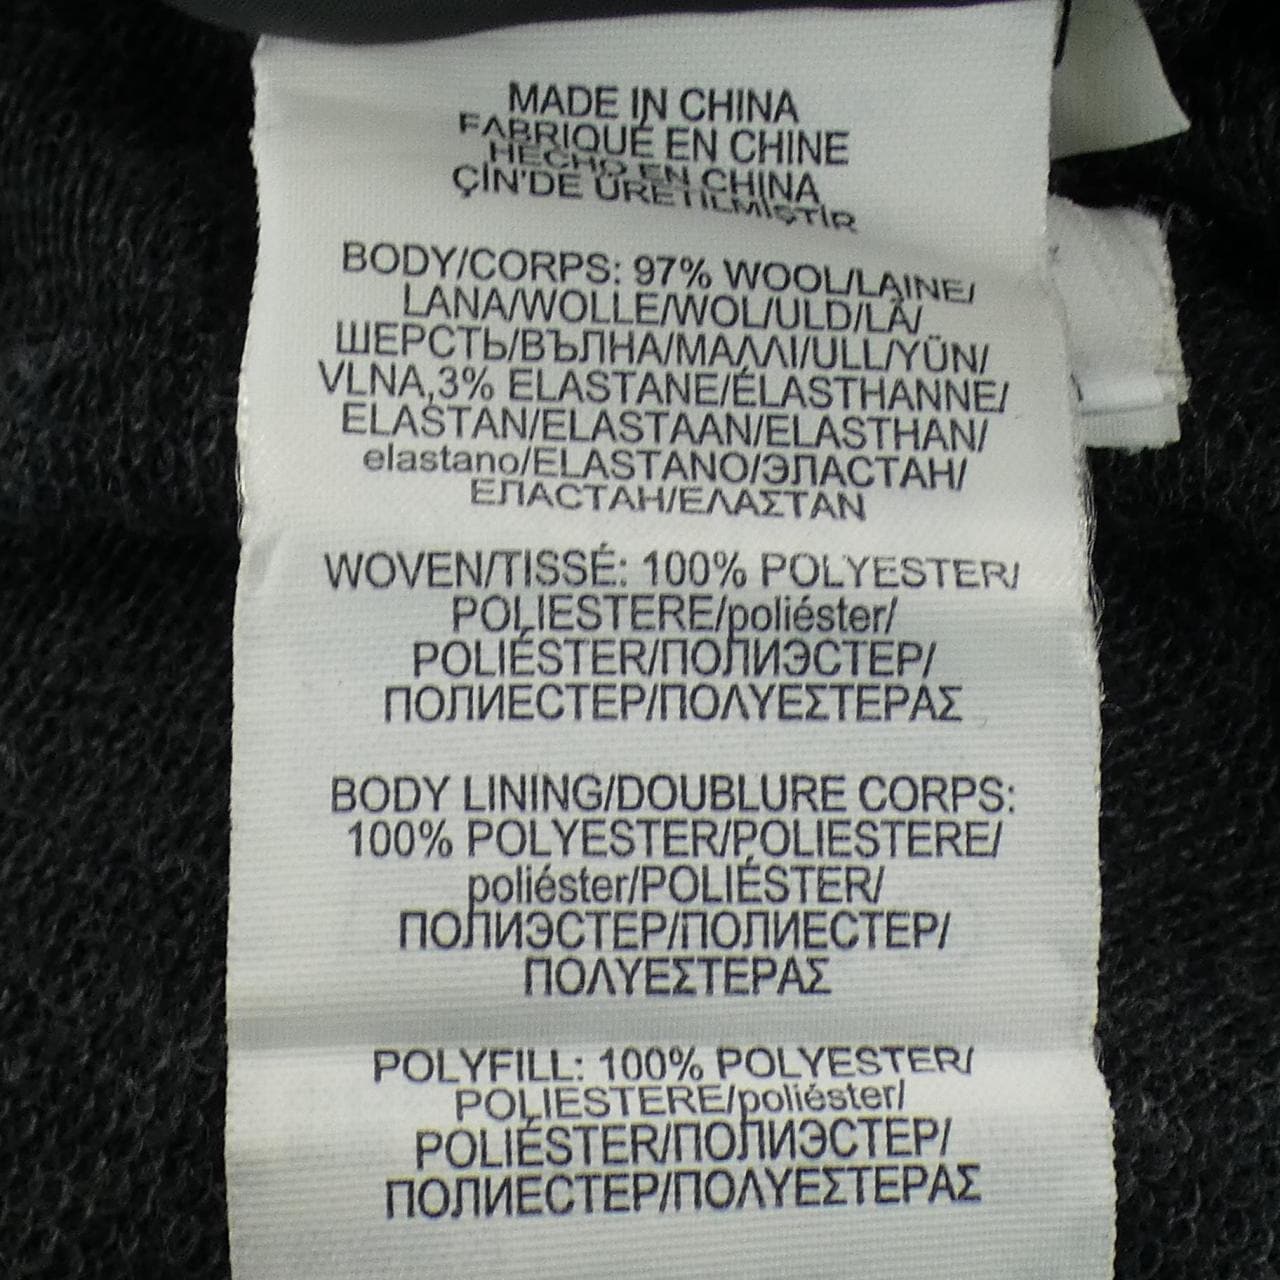 MADE IN CHINA
FABRIQUÉ EN CHINE
HECHO EN CHINA
ÇİN'DE ÜRETİLMİŞTİR
BODY/CORPS: 97% WOOL/LAINE/
LANA/WOLLE/WOL/ULD/LÃ/
ШЕРСТЬ/ВЪЛНА/ΜΑΛΛΙ/ULL/YÜN/
VLNA,3% ELASTANE/ÉLASTHANNE/
ELASTAN/ELASTAAN/ELASTHAN/
elastano/ELASTANO/ЭЛАСТАН/
ЕЛАСТАН/ΕΛΑΣΤΑΝ
WOVEN/TISSÉ: 100% POLYESTER/
POLIESTERE/poliéster/
POLIÉSTER/ПОЛИЭСТЕР/
ПОЛИЕСТЕР/ΠΟΛΥΕΣΤΕΡΑΣ
BODY LINING/DOUBLURE CORPS:
100% POLYESTER/POLIESTERE/
poliéster/POLIÉSTER/
ПОЛИЭСТЕР/ПОЛИЕСТЕР/
ΠΟΛΥΕΣΤΕΡΑΣ
POLYFILL: 100% POLYESTER/
POLIESTERE/poliéster/
POLIÉSTER/ПОЛИЭСТЕР/
ПОЛИЕСТЕР/ΠΟΛΥΕΣΤΕΡΑΣ